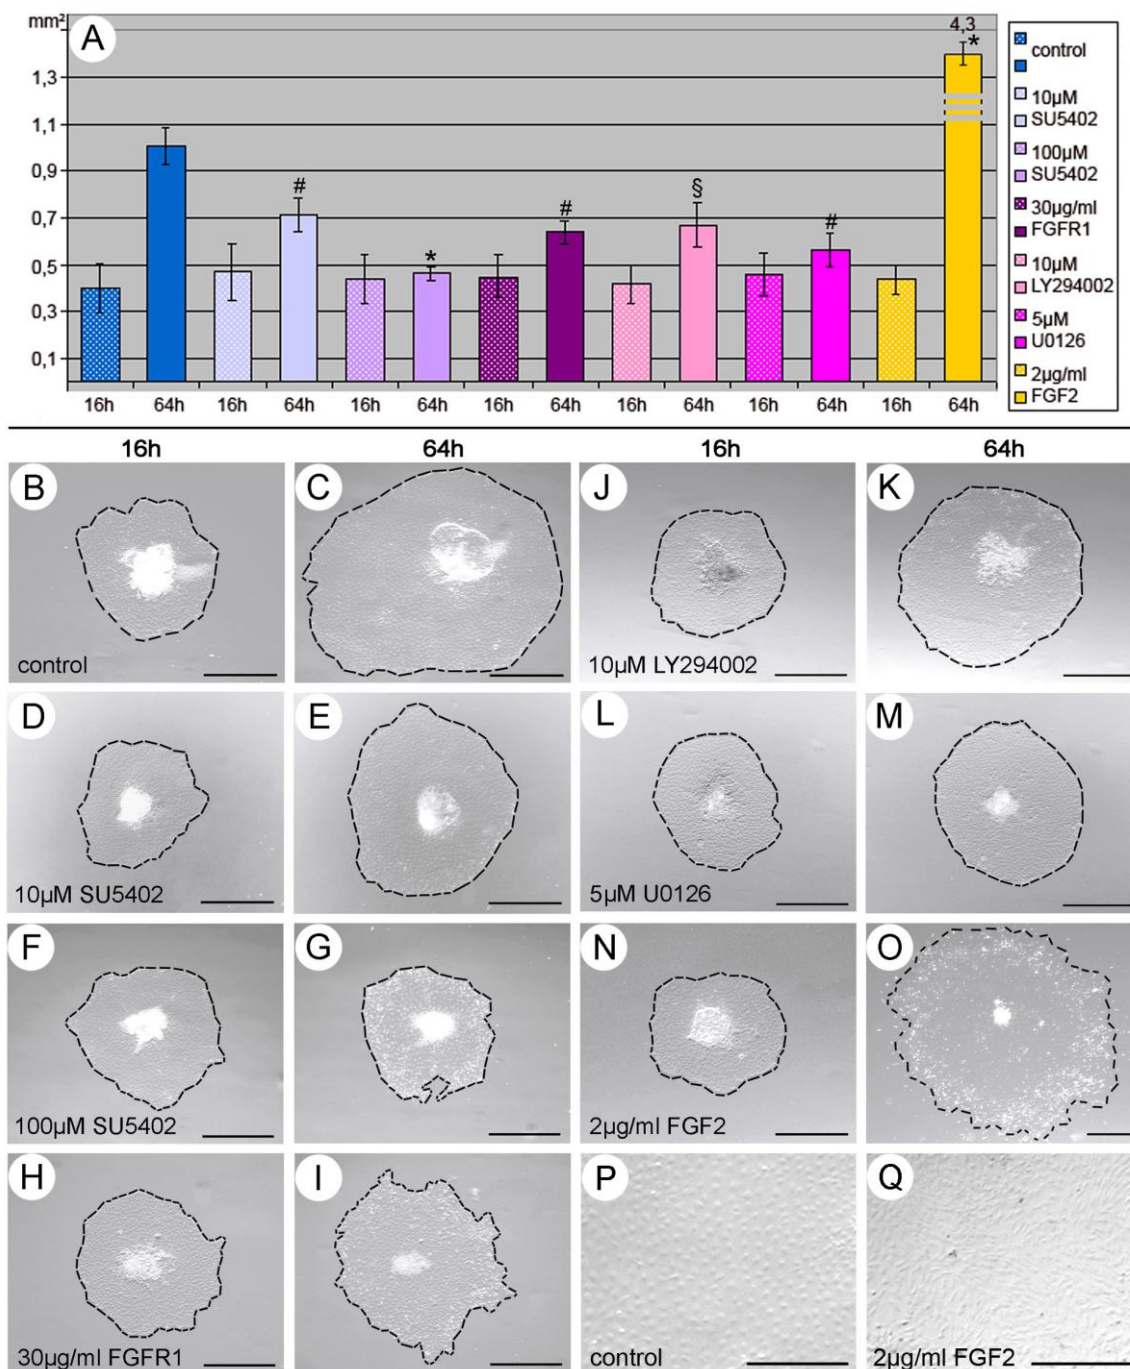 mm²
A
1,3
1,1
0,9
0,7
0,5
0,3
0,1
#
*
#
§
#
4,3
*
16h 64h 16h 64h 16h 64h 16h 64h 16h 64h 16h 64h 16h 64h
control
10µM
SU5402
100µM
SU5402
30µg/ml
FGFR1
10µM
LY294002
5µM
U0126
2µg/ml
FGF2
16h 64h 16h 64h
B C J K
control 10µM LY294002
D E L M
10µM SU5402 5µM U0126
F G N O
100µM SU5402 2µg/ml FGF2
H I P Q
30µg/ml FGFR1 control 2µg/ml FGF2